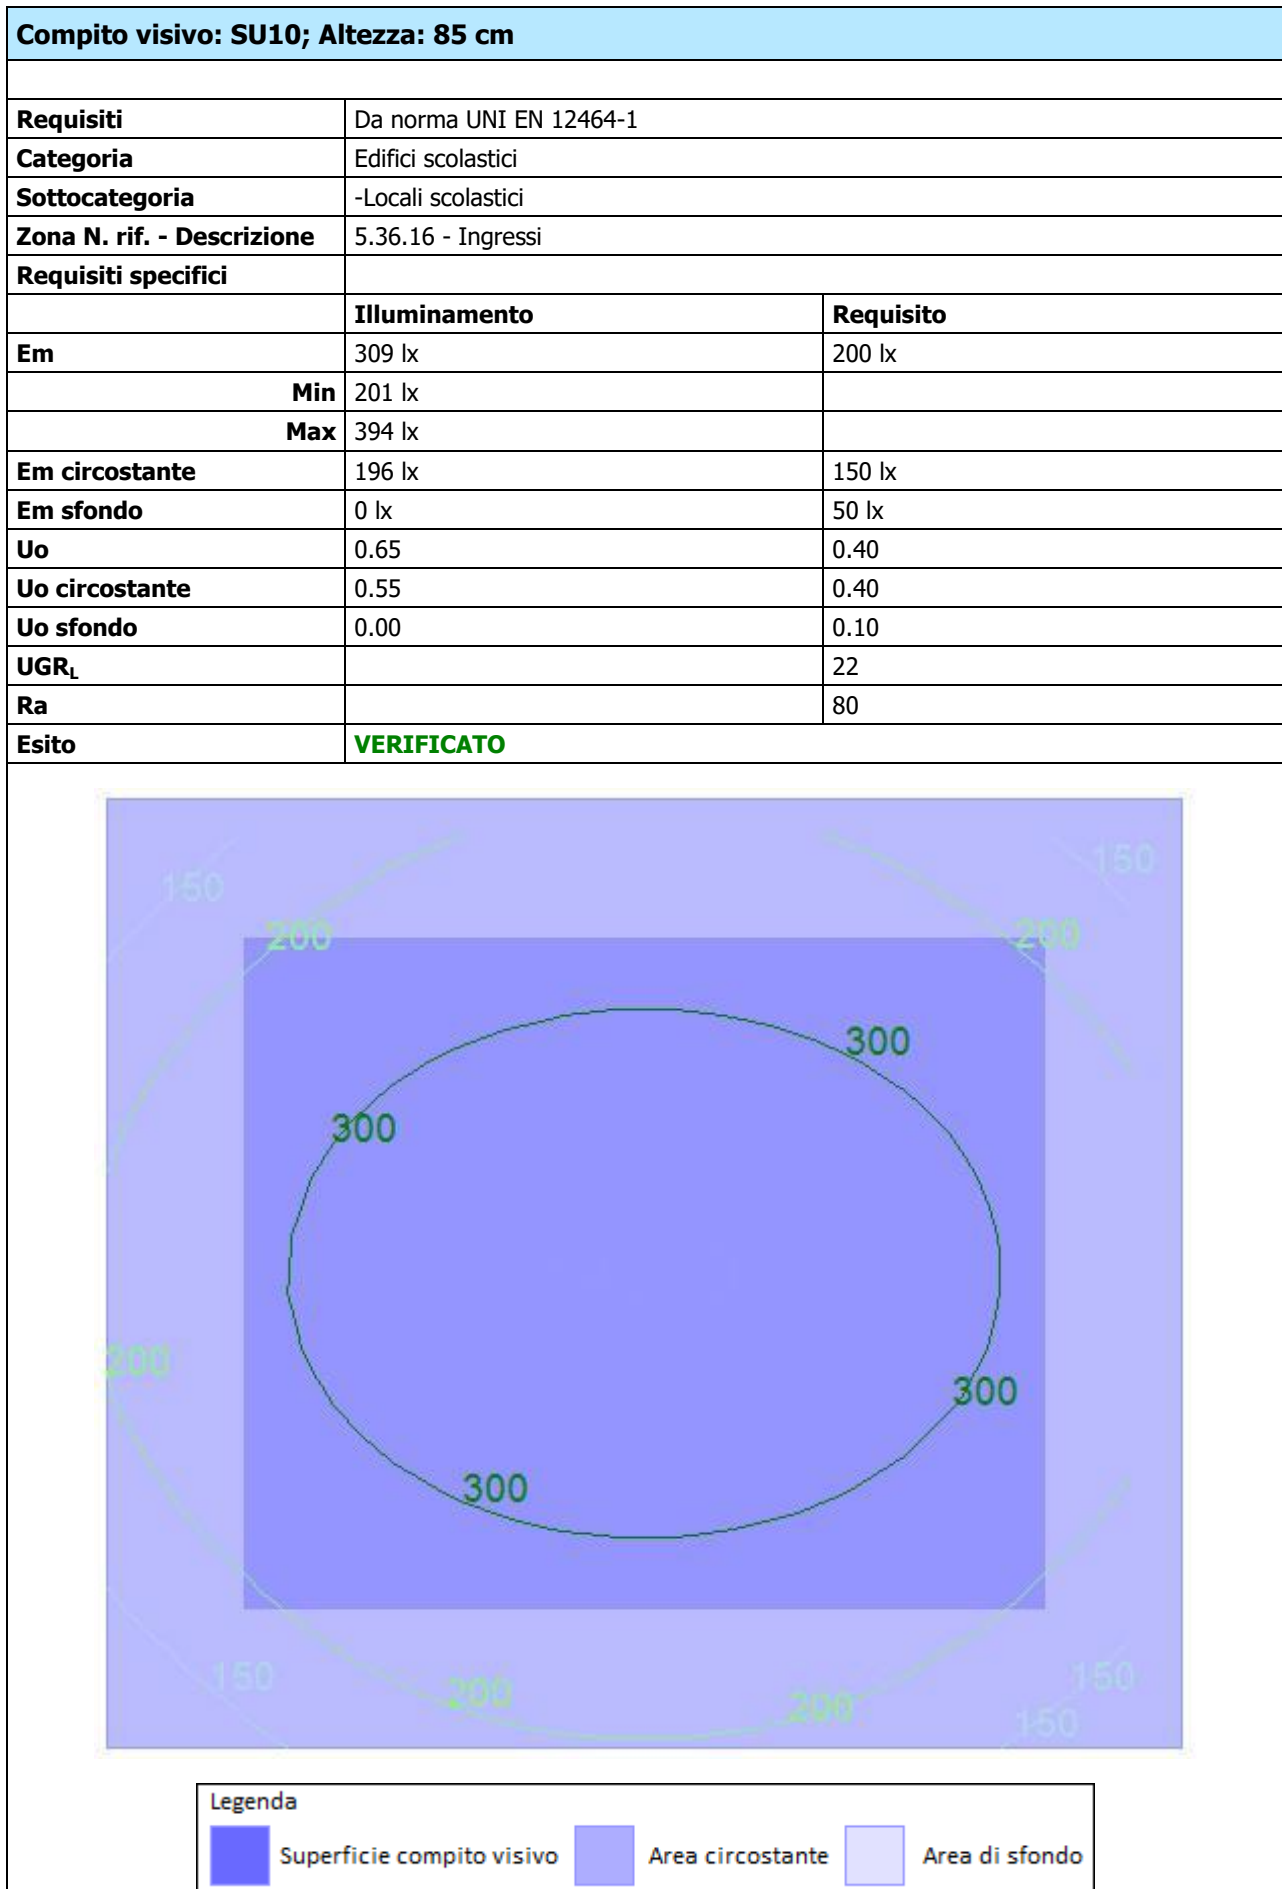 Compito visivo: SU10; Altezza: 85 cm
Requisiti Da norma UNI EN 12464-1
Categoria Edifici scolastici
Sottocategoria -Locali scolastici
Zona N. rif. - Descrizione 5.36.16 - Ingressi
Requisiti specifici
Illuminamento Requisito
Em 309 lx 200 lx
Min 201 lx
Max 394 lx
Em circostante 196 lx 150 lx
Em sfondo 0 lx 50 lx
Uo 0.65 0.40
Uo circostante 0.55 0.40
Uo sfondo 0.00 0.10
UGRL 22
Ra 80
Esito VERIFICATO
150
150
200
200
300
300
200
300
300
150
200
200
150
150
Legenda
Superficie compito visivo Area circostante Area di sfondo